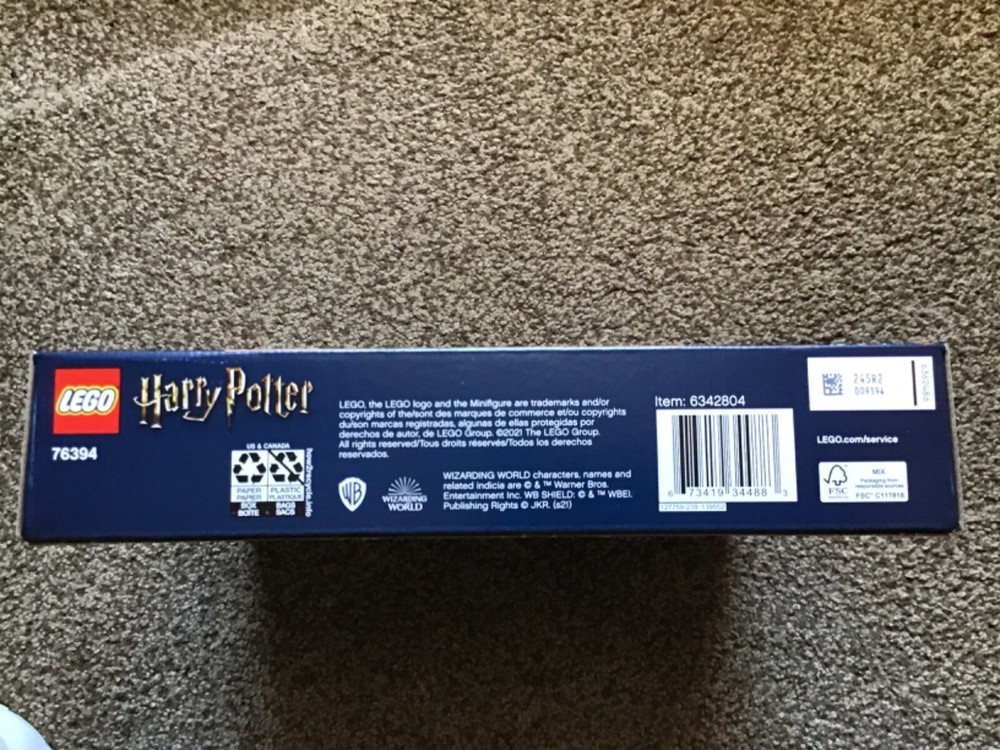 LEGO
Harry Potter
76394
US & CANADA
how2recycle.info
PAPER
PAPIER
BOX
BOITE
PLASTIC
PLASTIQUE
BAGS
SACS
LEGO, the LEGO logo and the Minifigure are trademarks and/or
copyrights of the/sont des marques de commerce et/ou copyrights
du/son marcas registradas, algunas de ellas protegidas por
derechos de autor, de LEGO Group. ©2021 The LEGO Group.
All rights reserved/Tous droits réservés/Todos los derechos
reservados.
WB
WIZARDING
WORLD
WIZARDING WORLD characters, names and
related indicia are © & ™ Warner Bros.
Entertainment Inc. WB SHIELD: © & ™ WBEI.
Publishing Rights © JKR. (s21)
Item: 6342804
6 73419 34488 3
245R2
009394
LEGO.com/service
FSC
MIX
Packaging from
responsible sources
FSC® C117818